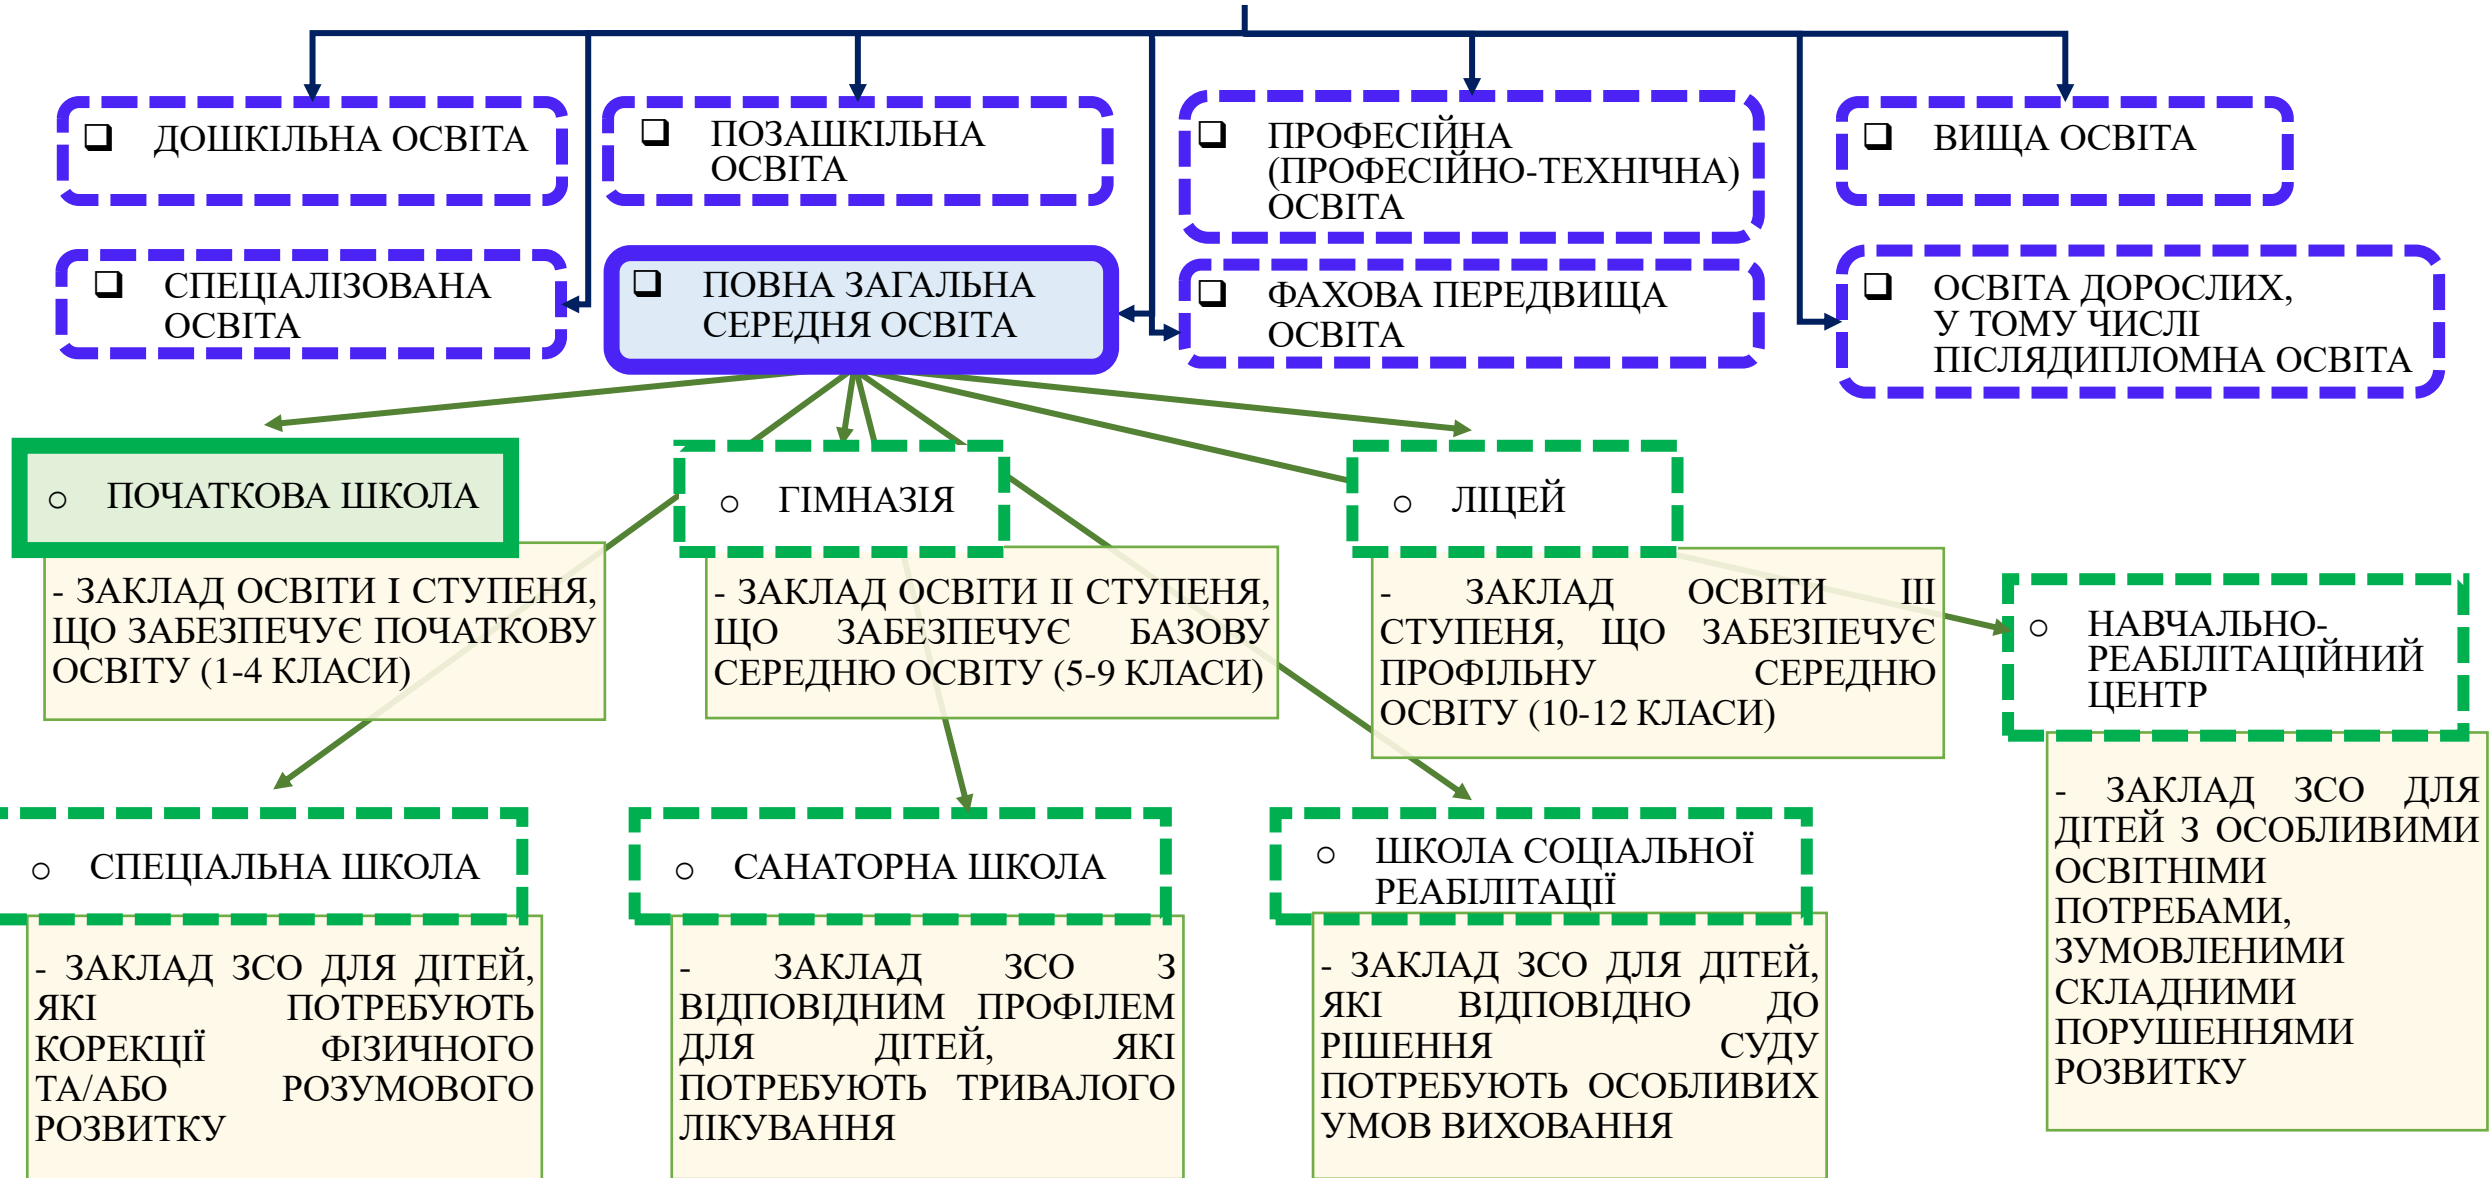 ДОШКІЛЬНА ОСВІТА
ПОЗАШКІЛЬНА
ОСВІТА
ПРОФЕСІЙНА
(ПРОФЕСІЙНО-ТЕХНІЧНА)
ОСВІТА
ВИЩА ОСВІТА
СПЕЦІАЛІЗОВАНА
ОСВІТА
ПОВНА ЗАГАЛЬНА
СЕРЕДНЯ ОСВІТА
ФАХОВА ПЕРЕДВИЩА
ОСВІТА
ОСВІТА ДОРОСЛИХ,
У ТОМУ ЧИСЛІ
ПІСЛЯДИПЛОМНА ОСВІТА
ПОЧАТКОВА ШКОЛА
- ЗАКЛАД ОСВІТИ І СТУПЕНЯ,
ЩО ЗАБЕЗПЕЧУЄ ПОЧАТКОВУ
ОСВІТУ (1-4 КЛАСИ)
ГІМНАЗІЯ
- ЗАКЛАД ОСВІТИ ІІ СТУПЕНЯ,
ЩО ЗАБЕЗПЕЧУЄ БАЗОВУ
СЕРЕДНЮ ОСВІТУ (5-9 КЛАСИ)
ЛІЦЕЙ
- ЗАКЛАД ОСВІТИ ІІІ
СТУПЕНЯ, ЩО ЗАБЕЗПЕЧУЄ
ПРОФІЛЬНУ СЕРЕДНЮ
ОСВІТУ (10-12 КЛАСИ)
НАВЧАЛЬНО-
РЕАБІЛІТАЦІЙНИЙ
ЦЕНТР
- ЗАКЛАД ЗСО ДЛЯ
ДІТЕЙ З ОСОБЛИВИМИ
ОСВІТНІМИ
ПОТРЕБАМИ,
ЗУМОВЛЕНИМИ
СКЛАДНИМИ
ПОРУШЕННЯМИ
РОЗВИТКУ
СПЕЦІАЛЬНА ШКОЛА
- ЗАКЛАД ЗСО ДЛЯ ДІТЕЙ,
ЯКІ ПОТРЕБУЮТЬ
КОРЕКЦІЇ ФІЗИЧНОГО
ТА/АБО РОЗУМОВОГО
РОЗВИТКУ
САНАТОРНА ШКОЛА
- ЗАКЛАД ЗСО З
ВІДПОВІДНИМ ПРОФІЛЕМ
ДЛЯ ДІТЕЙ, ЯКІ
ПОТРЕБУЮТЬ ТРИВАЛОГО
ЛІКУВАННЯ
ШКОЛА СОЦІАЛЬНОЇ
РЕАБІЛІТАЦІЇ
- ЗАКЛАД ЗСО ДЛЯ ДІТЕЙ,
ЯКІ ВІДПОВІДНО ДО
РІШЕННЯ СУДУ
ПОТРЕБУЮТЬ ОСОБЛИВИХ
УМОВ ВИХОВАННЯ